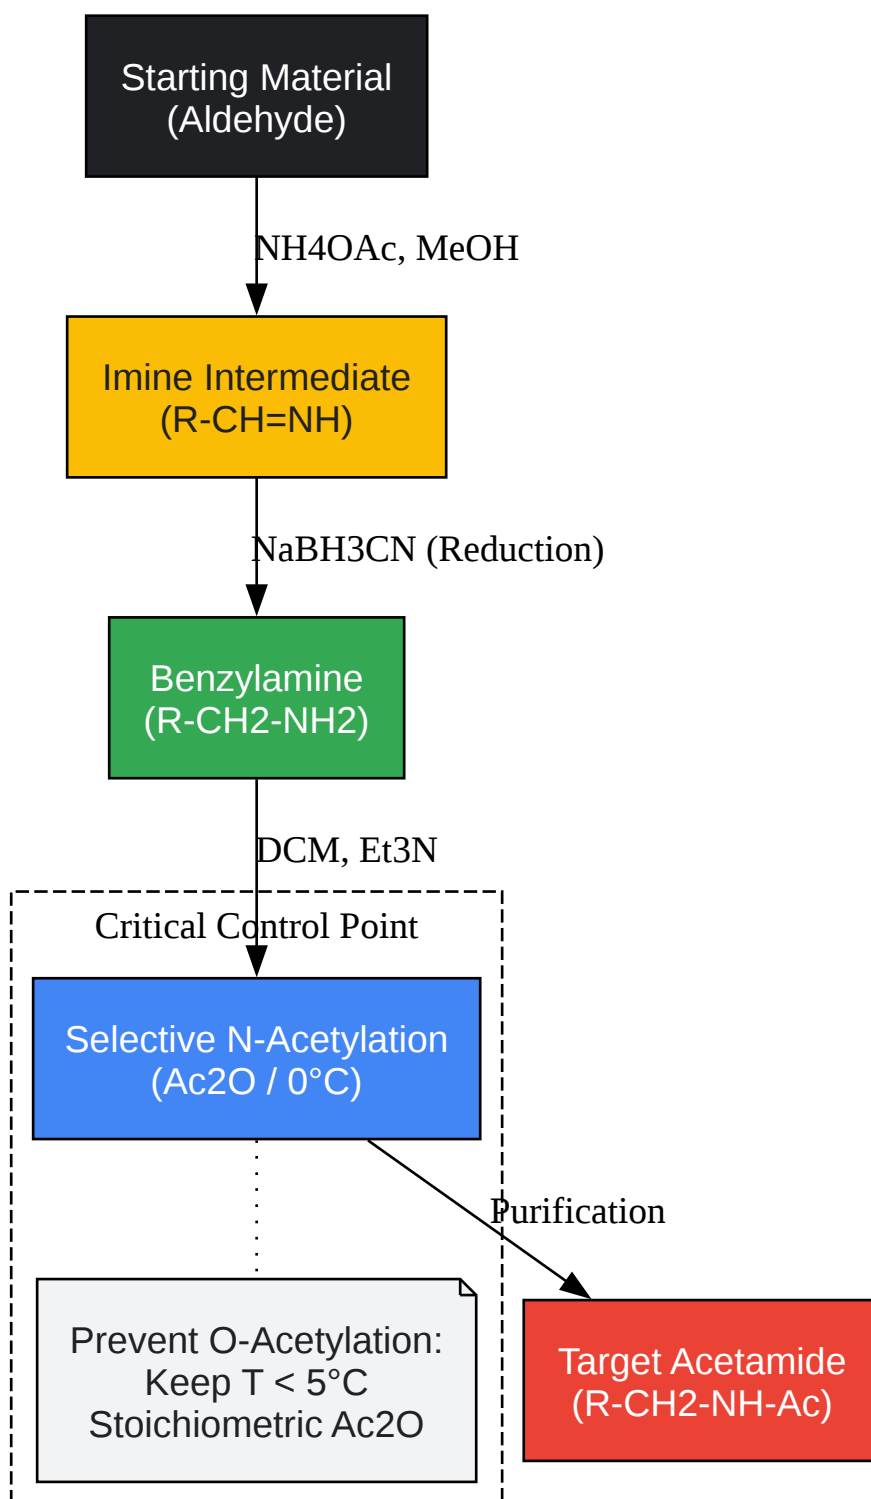 Starting Material
(Aldehyde)
NH4OAc, MeOH
Imine Intermediate
(R-CH=NH)
NaBH3CN (Reduction)
Benzylamine
(R-CH2-NH2)
DCM, Et3N
Critical Control Point
Selective N-Acetylation
(Ac2O / 0°C)
Purification
Prevent O-Acetylation:
Keep T < 5°C
Stoichiometric Ac2O
Target Acetamide
(R-CH2-NH-Ac)